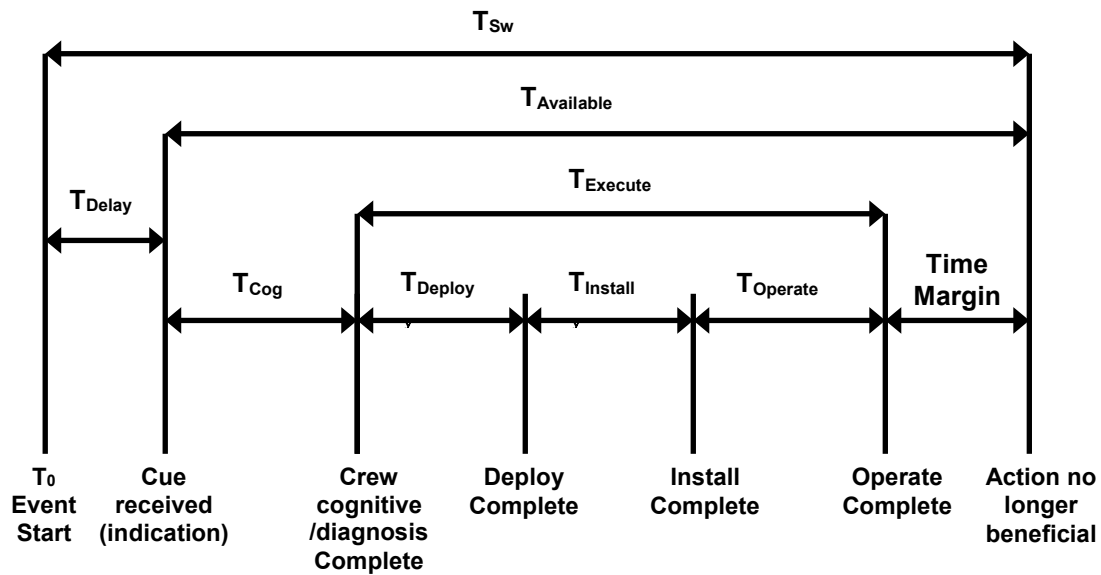 TSw
TAvailable
TExecute
TDelay
Time
Margin
TCog
TDeploy
TInstall
TOperate
T0
Event
Start
Cue
received
(indication)
Crew
cognitive
/diagnosis
Complete
Deploy
Complete
Install
Complete
Operate
Complete
Action no
longer
beneficial